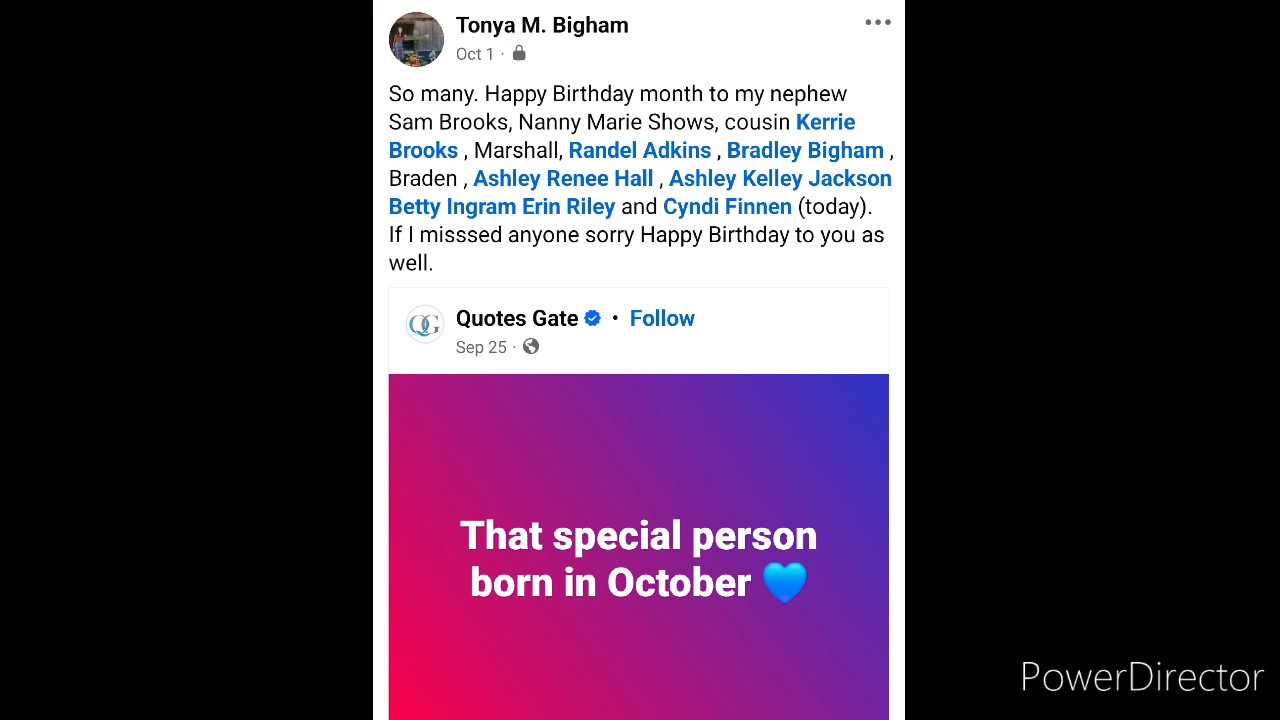 Tonya M. Bigham
Oct 1 ·
So many. Happy Birthday month to my nephew
Sam Brooks, Nanny Marie Shows, cousin Kerrie
Brooks , Marshall, Randel Adkins , Bradley Bigham ,
Braden , Ashley Renee Hall , Ashley Kelley Jackson
Betty Ingram Erin Riley and Cyndi Finnen (today).
If I misssed anyone sorry Happy Birthday to you as
well.
QG
Quotes Gate • Follow
Sep 25 ·
That special person
born in October 💙
PowerDirector